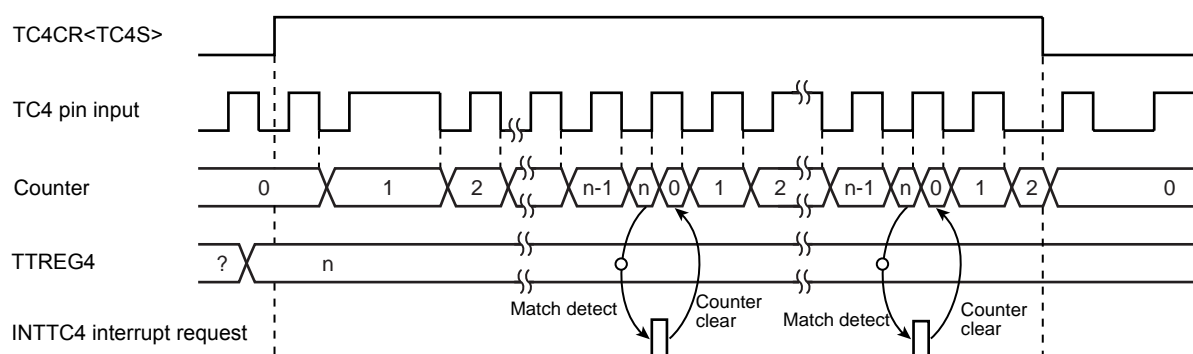 TC4CR<TC4S>
TC4 pin input
Counter
0 1 2 n-1 n 0 1 2 n-1 n 0 1 2 0
TTREG4
? n
Match detect
Counter
clear
Match detect
Counter
clear
INTTC4 interrupt request